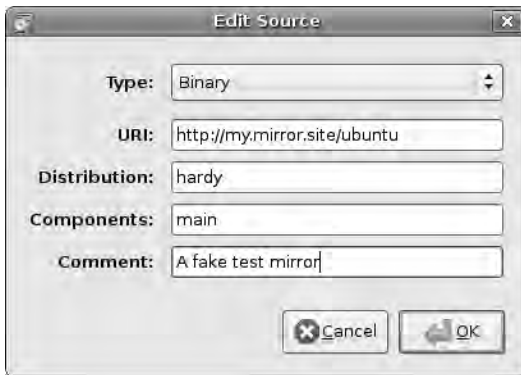 Edit Source
Type: Binary
URI: http://my.mirror.site/ubuntu
Distribution: hardy
Components: main
Comment: A fake test mirror
Cancel OK